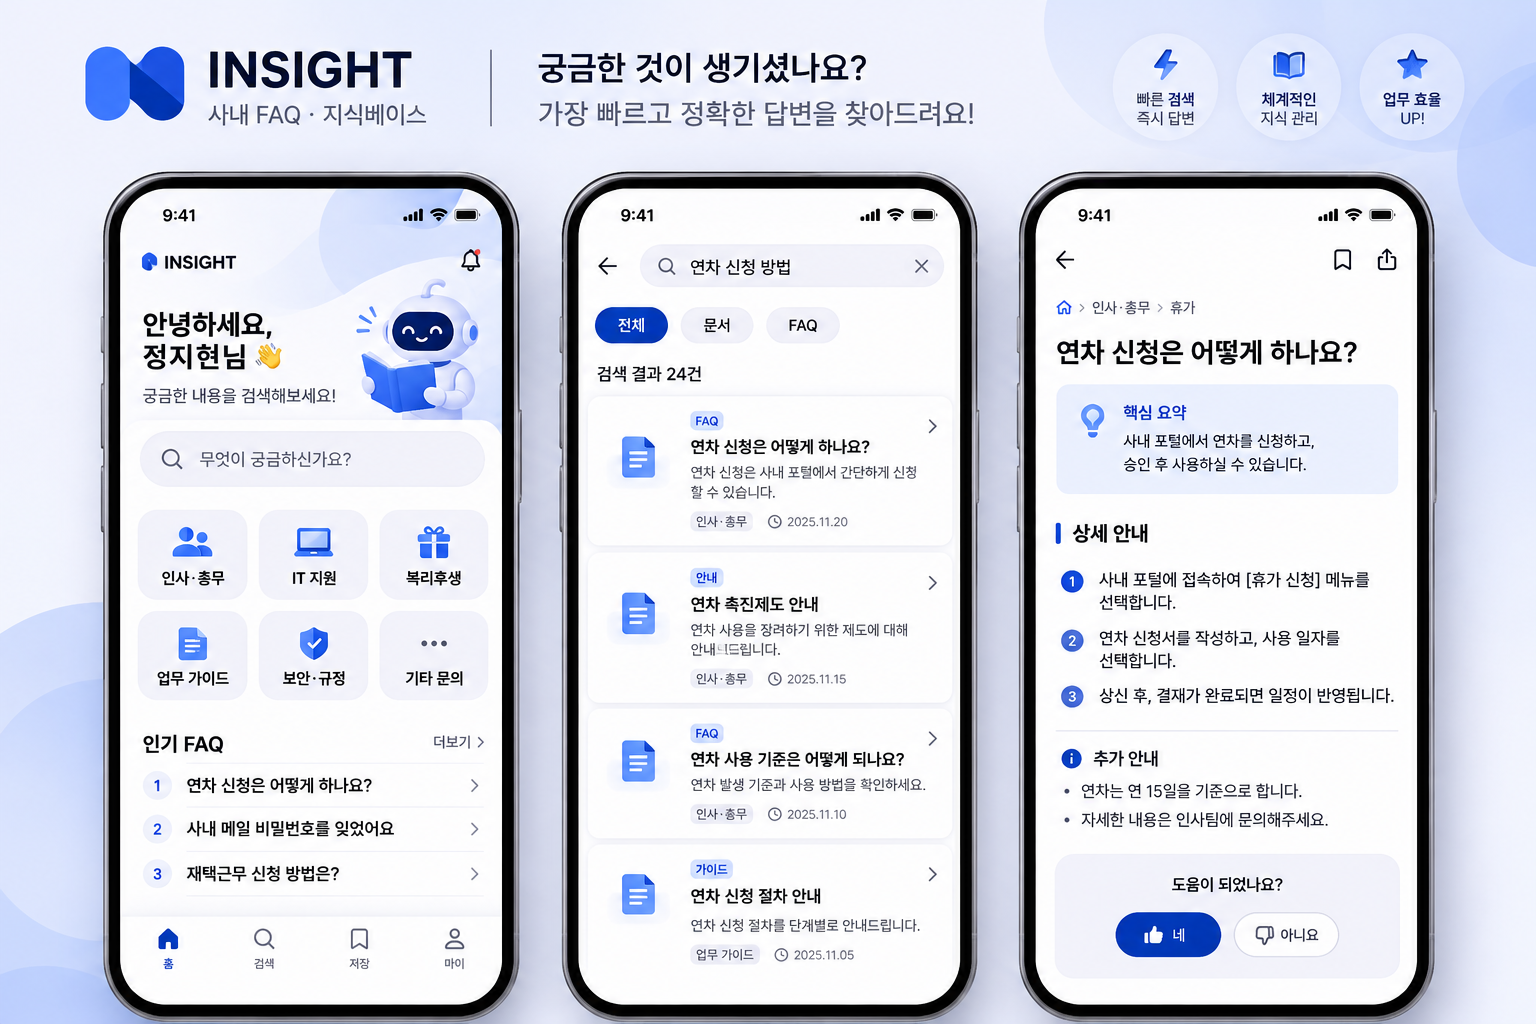 INSIGHT
사내 FAQ · 지식베이스
궁금한 것이 생기셨나요?
가장 빠르고 정확한 답변을 찾아드려요!
빠른 검색
즉시 답변
체계적인
지식 관리
업무 효율
UP!
9:41
INSIGHT
안녕하세요,
정지현님
궁금한 내용을 검색해보세요!
무엇이 궁금하신가요?
인사·총무
IT 지원
복리후생
업무 가이드
보안·규정
기타 문의
인기 FAQ
더보기
1 연차 신청은 어떻게 하나요?
2 사내 메일 비밀번호를 잊었어요
3 재택근무 신청 방법은?
홈
검색
저장
마이
9:41
연차 신청 방법
전체
문서
FAQ
검색 결과 24건
FAQ
연차 신청은 어떻게 하나요?
연차 신청은 사내 포털에서 간단하게 신청
할 수 있습니다.
인사·총무 2025.11.20
안내
연차 촉진제도 안내
연차 사용을 장려하기 위한 제도에 대해
인사·총무 2025.11.15
FAQ
연차 사용 기준은 어떻게 되나요?
연차 발생 기준과 사용 방법을 확인하세요.
인사·총무 2025.11.10
가이드
연차 신청 절차 안내
연차 신청 절차를 단계별로 안내드립니다.
업무 가이드 2025.11.05
9:41
인사·총무 > 휴가
연차 신청은 어떻게 하나요?
핵심 요약
사내 포털에서 연차를 신청하고,
승인 후 사용하실 수 있습니다.
상세 안내
1 사내 포털에 접속하여 [휴가 신청] 메뉴를
선택합니다.
2 연차 신청서를 작성하고, 사용 일자를
선택합니다.
3 상신 후, 결재가 완료되면 일정이 반영됩니다.
추가 안내
• 연차는 연 15일을 기준으로 합니다.
• 자세한 내용은 인사팀에 문의해주세요.
도움이 되었나요?
네
아니요